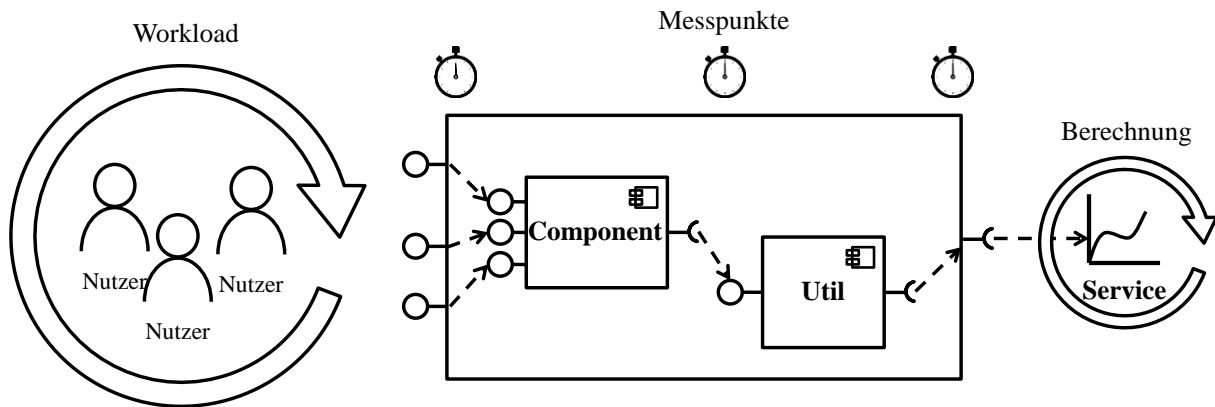 Workload
Messpunkte
Berechnung
Component
Util
Service
Nutzer
Nutzer
Nutzer